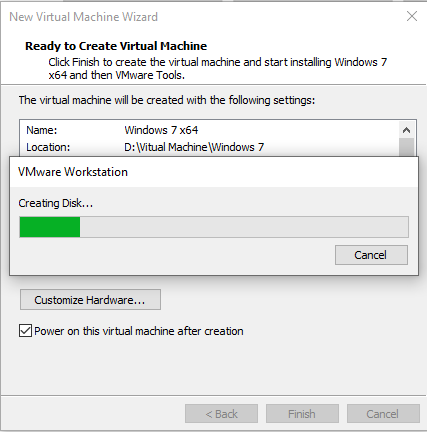 New Virtual Machine Wizard
Ready to Create Virtual Machine
Click Finish to create the virtual machine and start installing Windows 7
x64 and then VMware Tools.
The virtual machine will be created with the following settings:
Name: Windows 7 x64
Location: D:\Vitual Machine\Windows 7
VMware Workstation
Creating Disk...
Cancel
Customize Hardware...
Power on this virtual machine after creation
< Back Finish Cancel